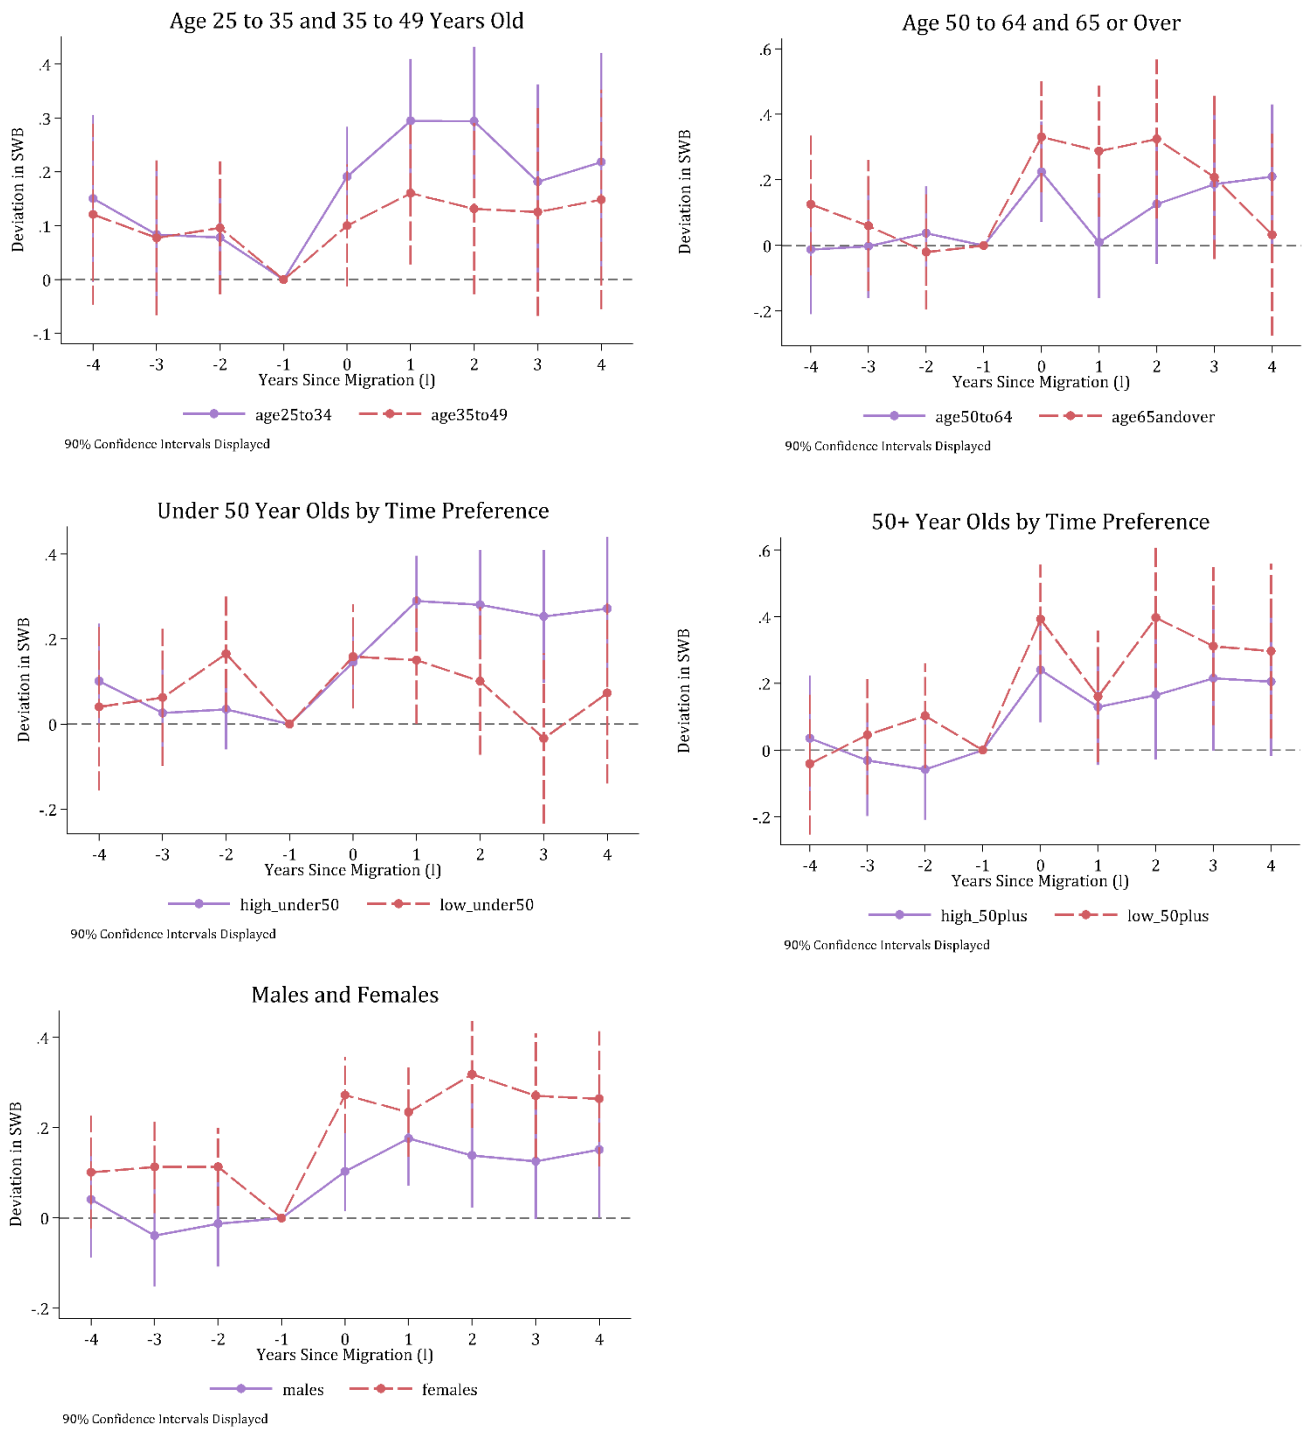 Age 25 to 35 and 35 to 49 Years Old
Deviation in SWB
.4
.3
.2
.1
0
-.1
-4 -3 -2 -1 0 1 2 3 4
Years Since Migration (l)
age25to34 age35to49
90% Confidence Intervals Displayed
Age 50 to 64 and 65 or Over
Deviation in SWB
.6
.4
.2
0
-.2
-4 -3 -2 -1 0 1 2 3 4
Years Since Migration (l)
age50to64 age65andover
90% Confidence Intervals Displayed
Under 50 Year Olds by Time Preference
Deviation in SWB
.4
.2
0
-.2
-4 -3 -2 -1 0 1 2 3 4
Years Since Migration (l)
high_under50 low_under50
90% Confidence Intervals Displayed
50+ Year Olds by Time Preference
Deviation in SWB
.6
.4
.2
0
-.2
-4 -3 -2 -1 0 1 2 3 4
Years Since Migration (l)
high_50plus low_50plus
90% Confidence Intervals Displayed
Males and Females
Deviation in SWB
.4
.2
0
-.2
-4 -3 -2 -1 0 1 2 3 4
Years Since Migration (l)
males females
90% Confidence Intervals Displayed